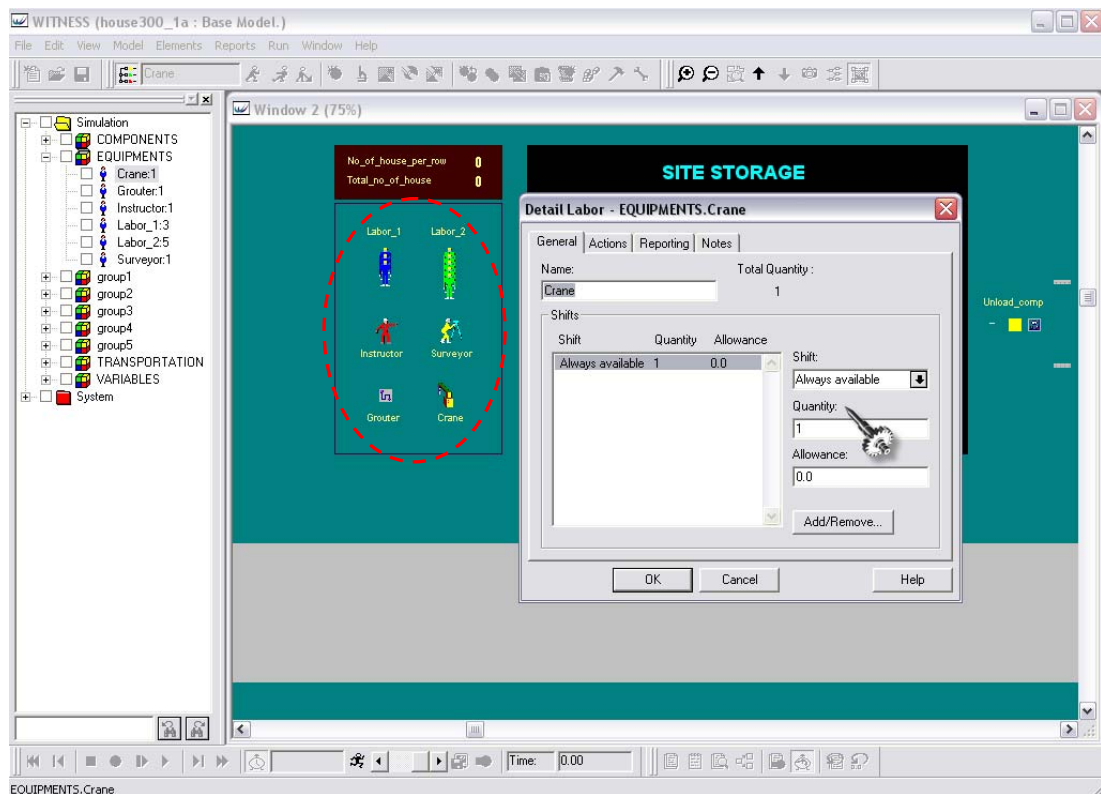 WITNESS (house300_1a : Base Model.)
File Edit View Model Elements Reports Run Window Help
Crane
Simulation
COMPONENTS
EQUIPMENTS
Crane:1
Grouter:1
Instructor:1
Labor_1:3
Labor_2:5
Surveyor:1
group1
group2
group3
group4
group5
TRANSPORTATION
VARIABLES
System
Window 2 (75%)
No_of_house_per_row 0
Total_no_of_house 0
SITE STORAGE
Labor_1 Labor_2
Instructor Surveyor
Grouter Crane
Unload_comp
Detail Labor - EQUIPMENTS.Crane
General Actions Reporting Notes
Name: Total Quantity :
Crane 1
Shifts
Shift Quantity Allowance
Always available 1 0.0
Shift:
Always available
Quantity:
1
Allowance:
0.0
Add/Remove...
OK Cancel Help
Time: 0.00
EQUIPMENTS.Crane